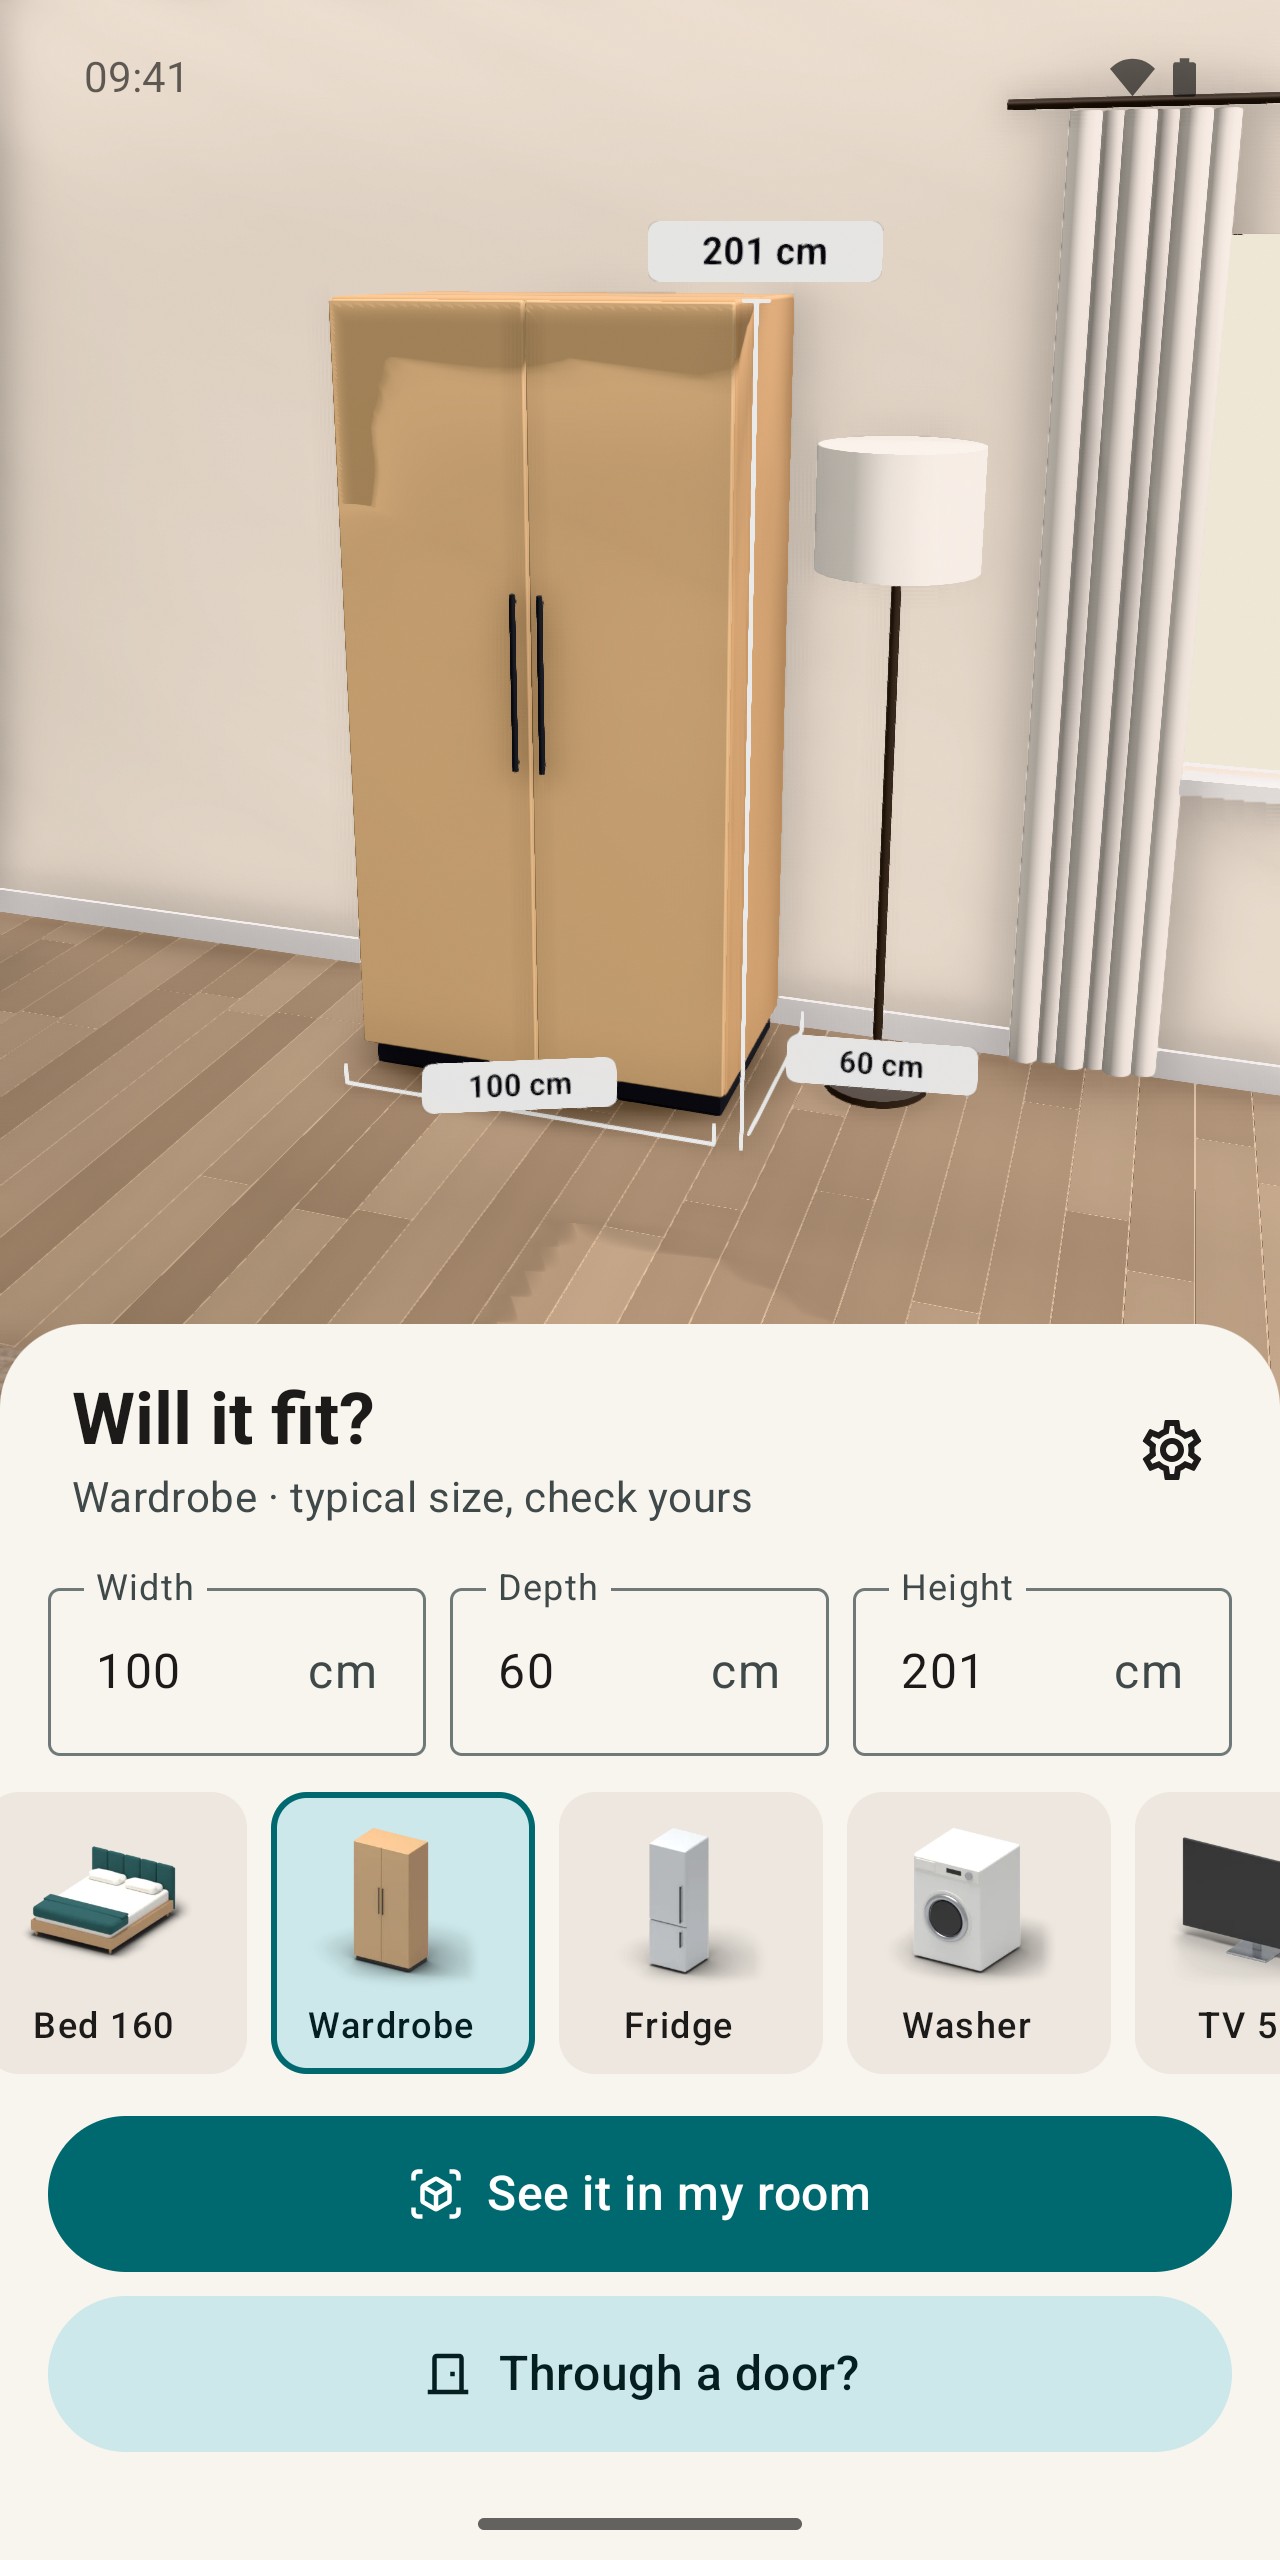 09:41
201 cm
60 cm
100 cm
Will it fit?
Wardrobe · typical size, check yours
Width
Depth
Height
100 cm
60 cm
201 cm
Bed 160
Wardrobe
Fridge
Washer
TV 5
See it in my room
Through a door?